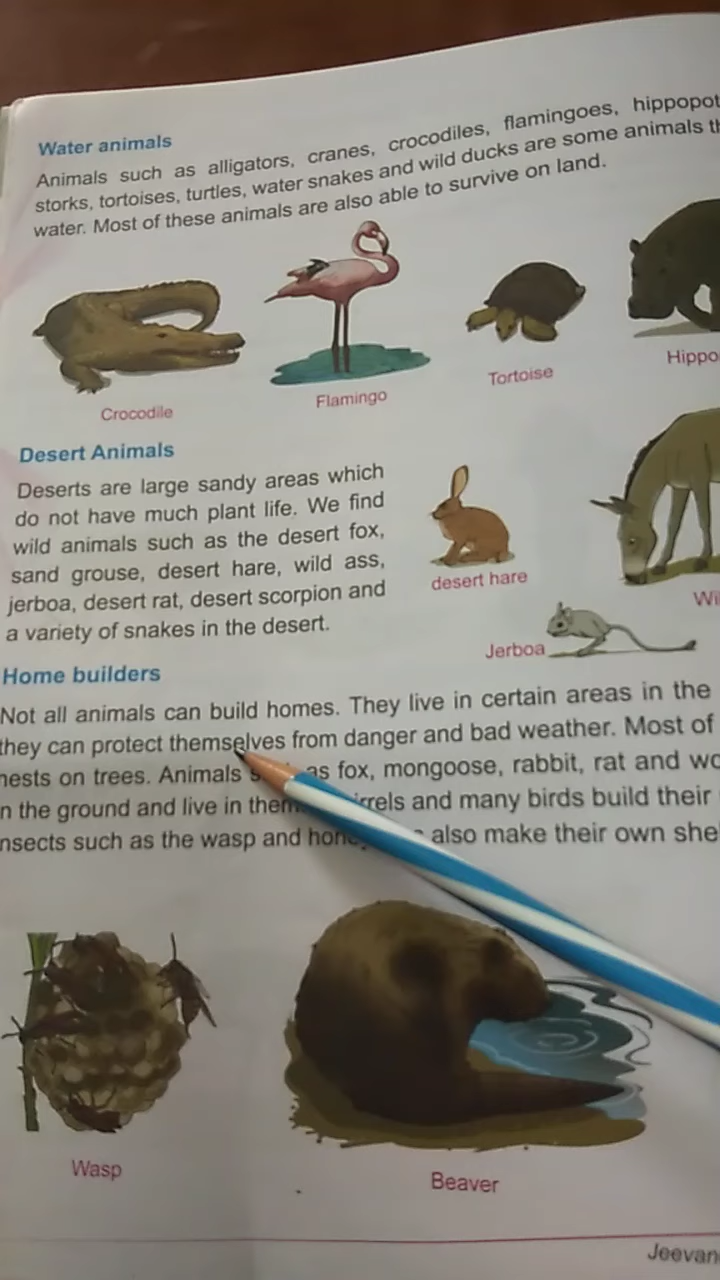 Water animals
Animals such as alligators, cranes, crocodiles, flamingoes, hippopot
storks, tortoises, turtles, water snakes and wild ducks are some animals th
water. Most of these animals are also able to survive on land.
Crocodile
Flamingo
Tortoise
Hippo
Desert Animals
Deserts are large sandy areas which
do not have much plant life. We find
wild animals such as the desert fox,
sand grouse, desert hare, wild ass,
jerboa, desert rat, desert scorpion and
a variety of snakes in the desert.
desert hare
Wil
Jerboa
Home builders
Not all animals can build homes. They live in certain areas in the
they can protect themselves from danger and bad weather. Most of
nests on trees. Animals as fox, mongoose, rabbit, rat and wo
n the ground and live in them. rrels and many birds build their
nsects such as the wasp and also make their own she
Wasp
Beaver
Jeevan